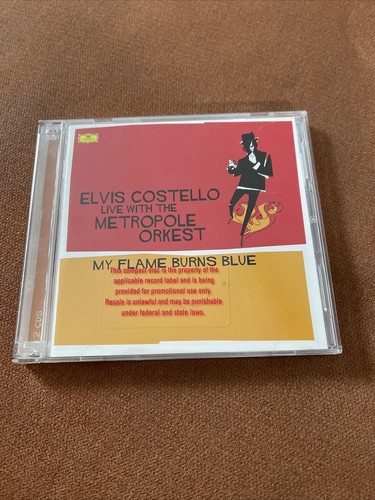 ELVIS COSTELLO
LIVE WITH THE
METROPOLE
ORKEST
MY FLAME BURNS BLUE
This compact disc is the property of the
applicable record label and is being
provided for promotional use only.
Resale is unlawful and may be punishable
under federal and state laws.
2 CDS